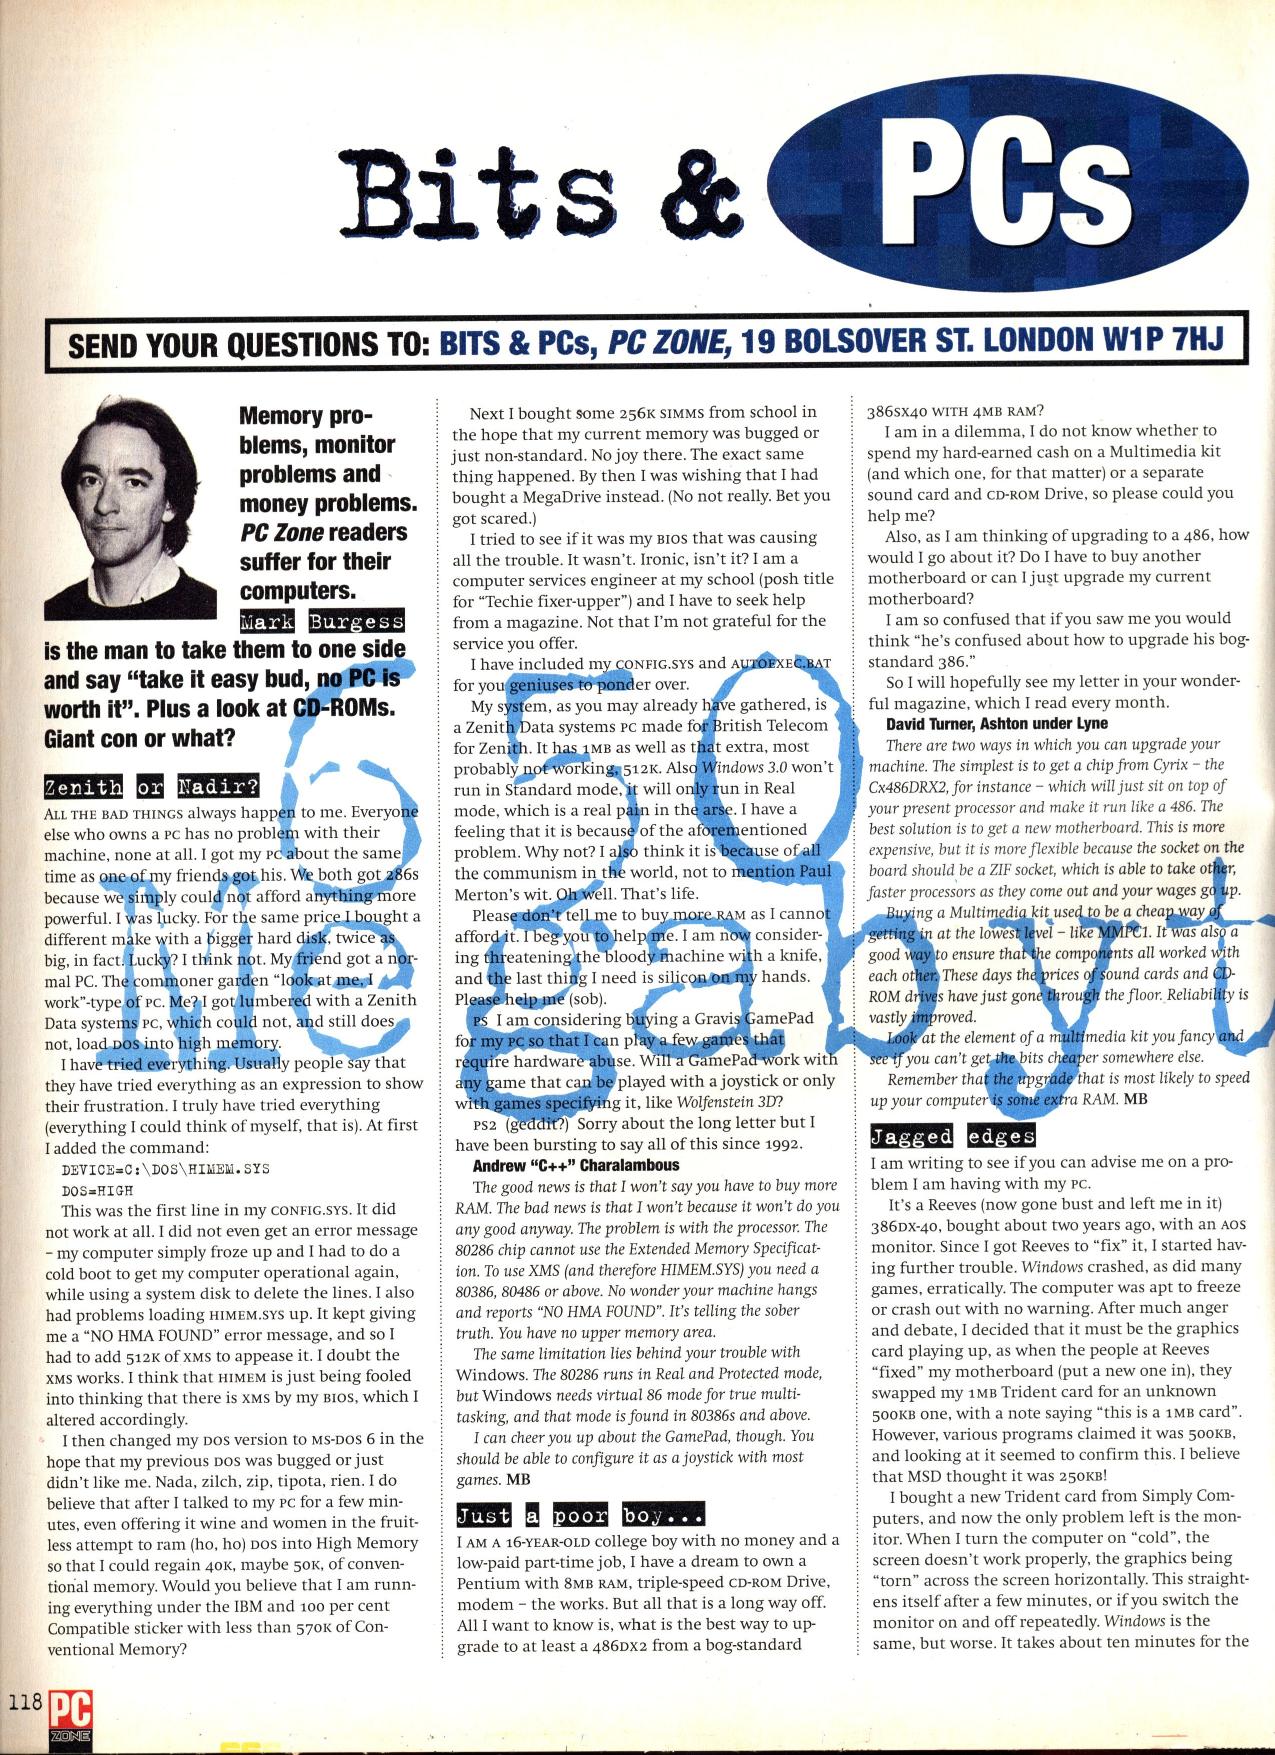 Bits & PCs
SEND YOUR QUESTIONS TO: BITS & PCs, PC ZONE, 19 BOLSOVER ST. LONDON W1P 7HJ
Memory pro-
blems, monitor
problems and
money problems.
PC Zone readers
suffer for their
computers.
Mark Burgess
is the man to take them to one side
and say “take it easy bud, no PC is
worth it”. Plus a look at CD-ROMs.
Giant con or what?
Zenith or Nadir?
ALL THE BAD THINGS always happen to me. Everyone
else who owns a PC has no problem with their
machine, none at all. I got my PC about the same
time as one of my friends got his. We both got 286s
because we simply could not afford anything more
powerful. I was lucky. For the same price I bought a
different make with a bigger hard disk, twice as
big, in fact. Lucky? I think not. My friend got a nor-
mal PC. The commoner garden “look at me, I
work”-type of PC. Me? I got lumbered with a Zenith
Data systems PC, which could not, and still does
not, load DOS into high memory.
I have tried everything. Usually people say that
they have tried everything as an expression to show
their frustration. I truly have tried everything
(everything I could think of myself, that is). At first
I added the command:
DEVICE=C:\DOS\HIMEM.SYS
DOS=HIGH
This was the first line in my CONFIG.SYS. It did
not work at all. I did not even get an error message
– my computer simply froze up and I had to do a
cold boot to get my computer operational again,
while using a system disk to delete the lines. I also
had problems loading HIMEM.SYS up. It kept giving
me a “NO HMA FOUND” error message, and so I
had to add 512K of XMS to appease it. I doubt the
XMS works. I think that HIMEM is just being fooled
into thinking that there is XMS by my BIOS, which I
altered accordingly.
I then changed my DOS version to MS-DOS 6 in the
hope that my previous DOS was bugged or just
didn’t like me. Nada, zilch, zip, tipota, rien. I do
believe that after I talked to my PC for a few min-
utes, even offering it wine and women in the fruit-
less attempt to ram (ho, ho) DOS into High Memory
so that I could regain 40K, maybe 50K, of conven-
tional memory. Would you believe that I am runn-
ing everything under the IBM and 100 per cent
Compatible sticker with less than 570K of Con-
ventional Memory?
Next I bought some 256K SIMMS from school in
the hope that my current memory was bugged or
just non-standard. No joy there. The exact same
thing happened. By then I was wishing that I had
bought a MegaDrive instead. (No not really. Bet you
got scared.)
I tried to see if it was my BIOS that was causing
all the trouble. It wasn’t. Ironic, isn’t it? I am a
computer services engineer at my school (posh title
for “Techie fixer-upper”) and I have to seek help
from a magazine. Not that I’m not grateful for the
service you offer.
I have included my CONFIG.SYS and AUTOEXEC.BAT
for you geniuses to ponder over.
My system, as you may already have gathered, is
a Zenith Data systems PC made for British Telecom
for Zenith. It has 1MB as well as that extra, most
probably not working, 512K. Also Windows 3.0 won’t
run in Standard mode, it will only run in Real
mode, which is a real pain in the arse. I have a
feeling that it is because of the aforementioned
problem. Why not? I also think it is because of all
the communism in the world, not to mention Paul
Merton’s wit. Oh well. That’s life.
Please don’t tell me to buy more RAM as I cannot
afford it. I beg you to help me. I am now consider-
ing threatening the bloody machine with a knife,
and the last thing I need is silicon on my hands.
Please help me (sob).
PS I am considering buying a Gravis GamePad
for my PC so that I can play a few games that
require hardware abuse. Will a GamePad work with
any game that can be played with a joystick or only
with games specifying it, like Wolfenstein 3D?
PS2 (geddit?) Sorry about the long letter but I
have been bursting to say all of this since 1992.
Andrew “C++” Charalambous
The good news is that I won’t say you have to buy more
RAM. The bad news is that I won’t because it won’t do you
any good anyway. The problem is with the processor. The
80286 chip cannot use the Extended Memory Specificat-
ion. To use XMS (and therefore HIMEM.SYS) you need a
80386, 80486 or above. No wonder your machine hangs
and reports “NO HMA FOUND”. It’s telling the sober
truth. You have no upper memory area.
The same limitation lies behind your trouble with
Windows. The 80286 runs in Real and Protected mode,
but Windows needs virtual 86 mode for true multi-
tasking, and that mode is found in 80386s and above.
I can cheer you up about the GamePad, though. You
should be able to configure it as a joystick with most
games. MB
Just a poor boy...
I AM A 16-YEAR-OLD college boy with no money and a
low-paid part-time job, I have a dream to own a
Pentium with 8MB RAM, triple-speed CD-ROM Drive,
modem – the works. But all that is a long way off.
All I want to know is, what is the best way to up-
grade to at least a 486DX2 from a bog-standard
386SX40 WITH 4MB RAM?
I am in a dilemma, I do not know whether to
spend my hard-earned cash on a Multimedia kit
(and which one, for that matter) or a separate
sound card and CD-ROM Drive, so please could you
help me?
Also, as I am thinking of upgrading to a 486, how
would I go about it? Do I have to buy another
motherboard or can I just upgrade my current
motherboard?
I am so confused that if you saw me you would
think “he’s confused about how to upgrade his bog-
standard 386.”
So I will hopefully see my letter in your wonder-
ful magazine, which I read every month.
David Turner, Ashton under Lyne
There are two ways in which you can upgrade your
machine. The simplest is to get a chip from Cyrix – the
Cx486DRX2, for instance – which will just sit on top of
your present processor and make it run like a 486. The
best solution is to get a new motherboard. This is more
expensive, but it is more flexible because the socket on the
board should be a ZIF socket, which is able to take other,
faster processors as they come out and your wages go up.
Buying a Multimedia kit used to be a cheap way of
getting in at the lowest level – like MMPC1. It was also a
good way to ensure that the components all worked with
each other. These days the prices of sound cards and CD-
ROM drives have just gone through the floor. Reliability is
vastly improved.
Look at the element of a multimedia kit you fancy and
see if you can’t get the bits cheaper somewhere else.
Remember that the upgrade that is most likely to speed
up your computer is some extra RAM. MB
Jagged edges
I am writing to see if you can advise me on a pro-
blem I am having with my PC.
It’s a Reeves (now gone bust and left me in it)
386DX-40, bought about two years ago, with an AOS
monitor. Since I got Reeves to “fix” it, I started hav-
ing further trouble. Windows crashed, as did many
games, erratically. The computer was apt to freeze
or crash out with no warning. After much anger
and debate, I decided that it must be the graphics
card playing up, as when the people at Reeves
“fixed” my motherboard (put a new one in), they
swapped my 1MB Trident card for an unknown
500KB one, with a note saying “this is a 1MB card”.
However, various programs claimed it was 500KB,
and looking at it seemed to confirm this. I believe
that MSD thought it was 250KB!
I bought a new Trident card from Simply Com-
puters, and now the only problem left is the mon-
itor. When I turn the computer on “cold”, the
screen doesn’t work properly, the graphics being
“torn” across the screen horizontally. This straight-
ens itself after a few minutes, or if you switch the
monitor on and off repeatedly. Windows is the
same, but worse. It takes about ten minutes for the
650
Megabyt
118 PC
ZONE